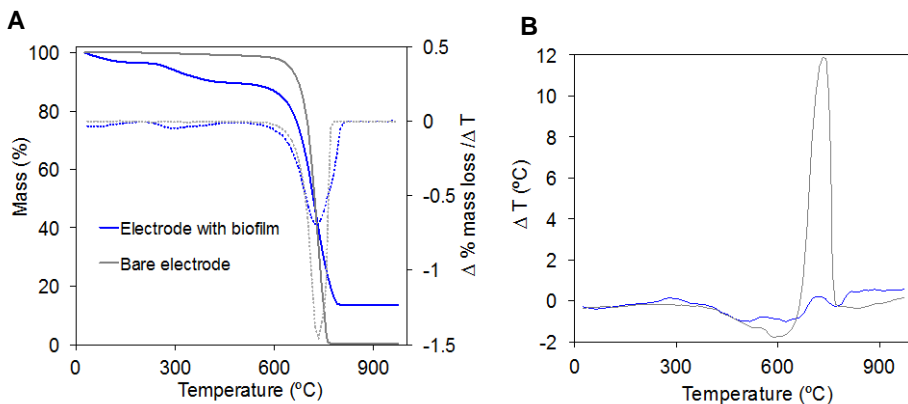 A
100
80
60
40
20
0
0.5
0
-0.5
-1
-1.5
Mass (%)
Δ % mass loss /Δ T
Electrode with biofilm
Bare electrode
0 300 600 900
Temperature (ºC)
B
12
10
8
6
4
2
0
-2
Δ T (ºC)
0 300 600 900
Temperature (ºC)